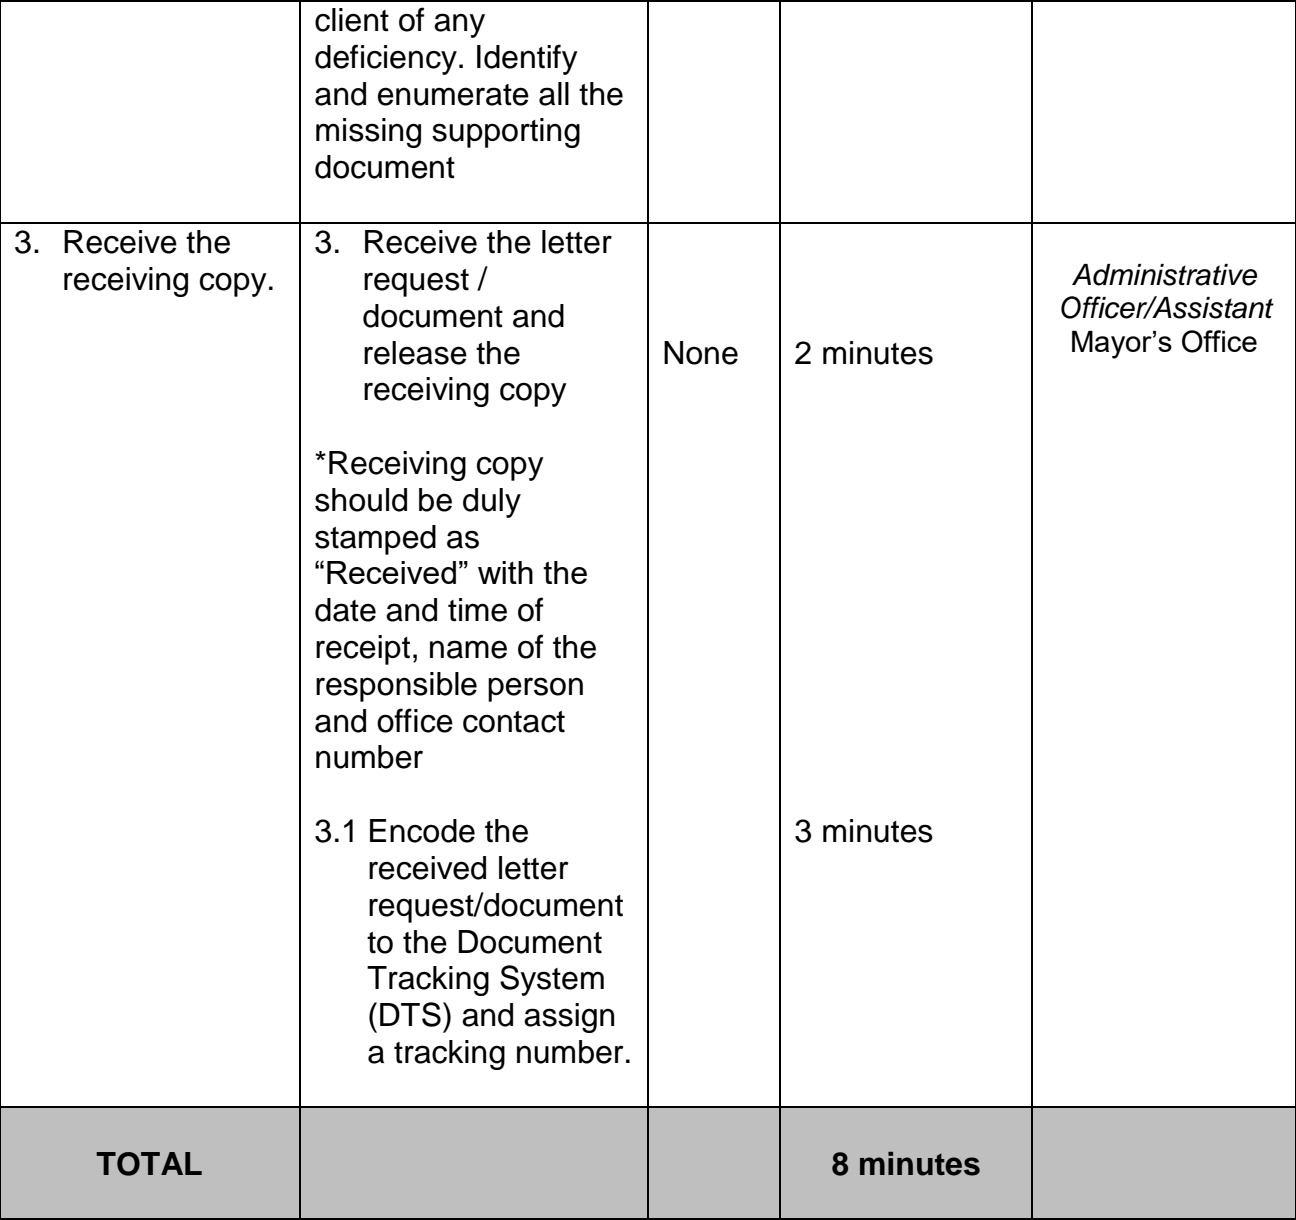 client of any
deficiency. Identify
and enumerate all the
missing supporting
document
3. Receive the
receiving copy.
3. Receive the letter
request /
document and
release the
receiving copy
*Receiving copy
should be duly
stamped as
“Received” with the
date and time of
receipt, name of the
responsible person
and office contact
number
3.1 Encode the
received letter
request/document
to the Document
Tracking System
(DTS) and assign
a tracking number.
None
2 minutes
3 minutes
Administrative
Officer/Assistant
Mayor’s Office
TOTAL
8 minutes